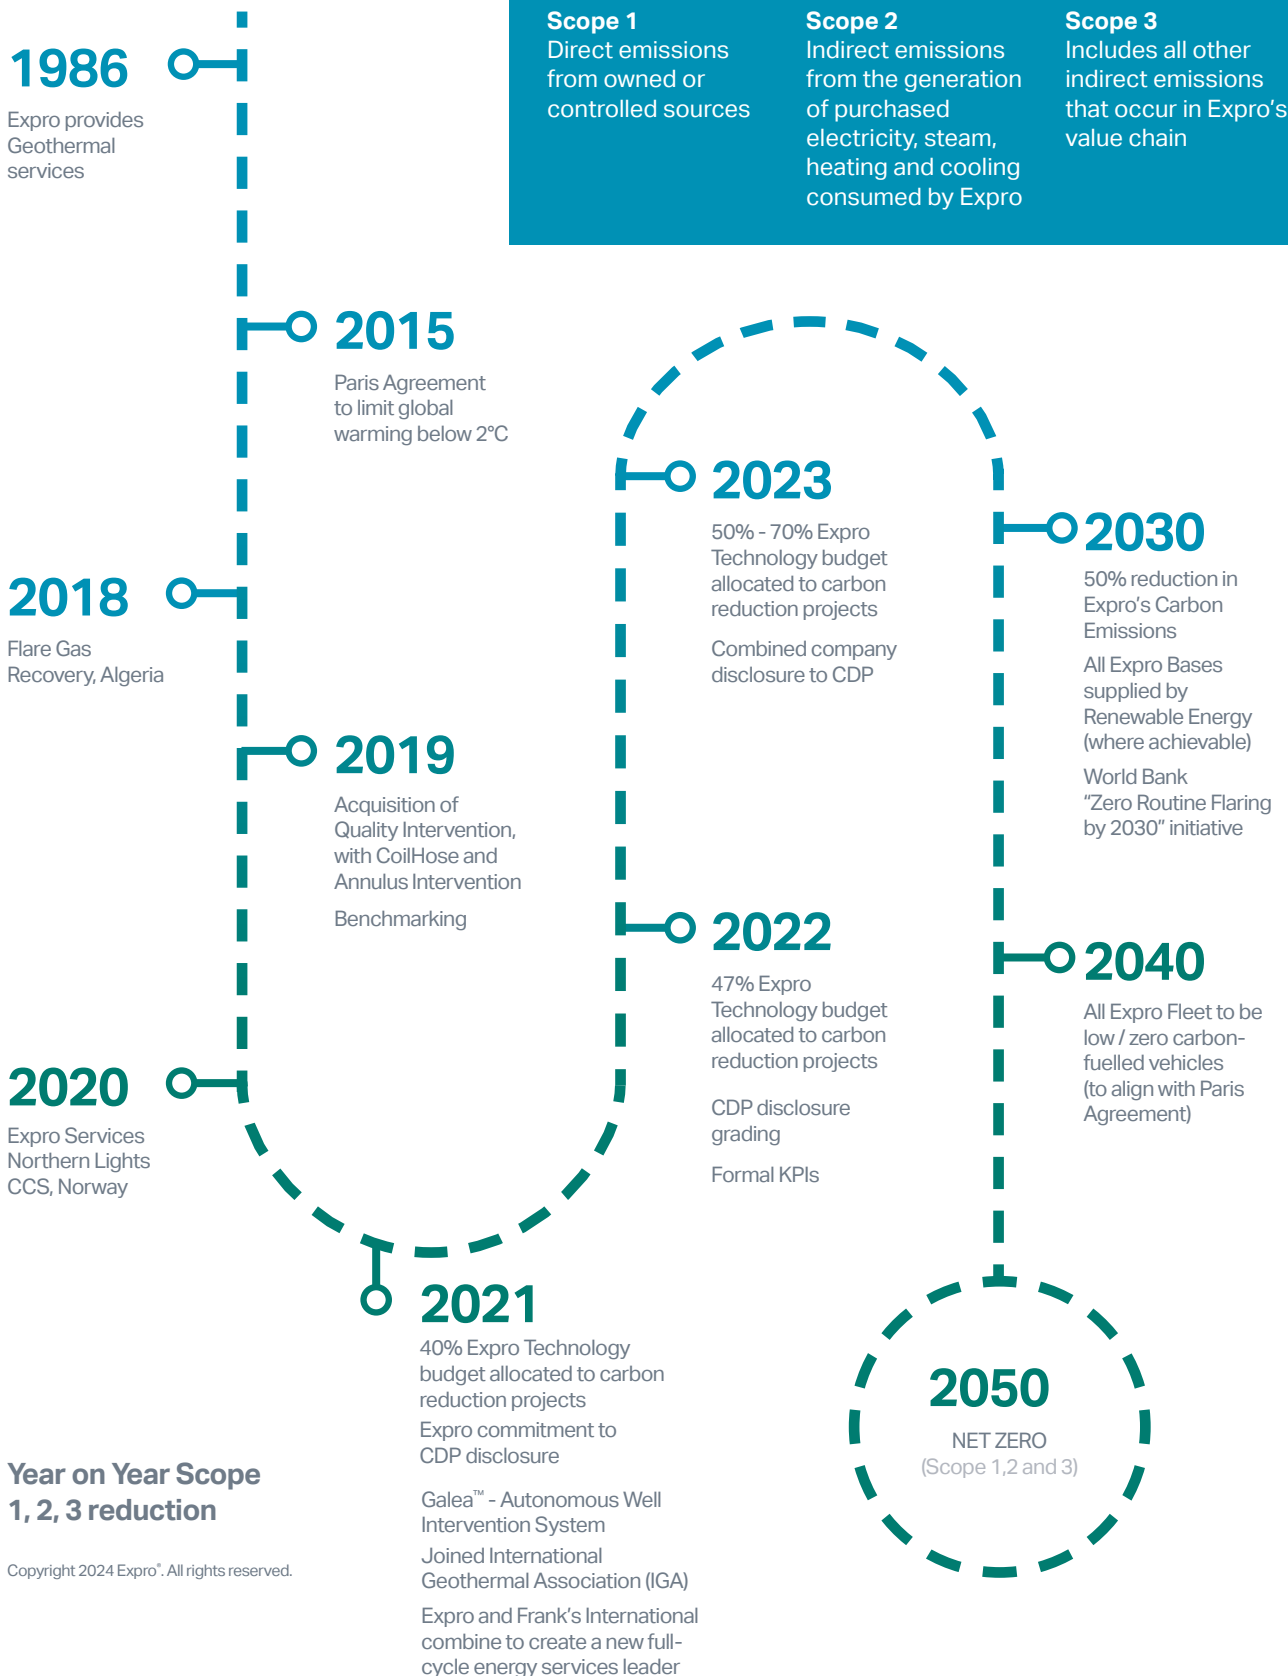 Scope 1
Direct emissions
from owned or
controlled sources
Scope 2
Indirect emissions
from the generation
of purchased
electricity, steam,
heating and cooling
consumed by Expro
Scope 3
Includes all other
indirect emissions
that occur in Expro's
value chain
1986
Expro provides
Geothermal
services
2015
Paris Agreement
to limit global
warming below 2°C
2018
Flare Gas
Recovery, Algeria
2019
Acquisition of
Quality Intervention,
with CoilHose and
Annulus Intervention
Benchmarking
2020
Expro Services
Northern Lights
CCS, Norway
2021
40% Expro Technology
budget allocated to carbon
reduction projects
Expro commitment to
CDP disclosure
Galea™ - Autonomous Well
Intervention System
Joined International
Geothermal Association (IGA)
Expro and Frank's International
combine to create a new full-
cycle energy services leader
2022
47% Expro
Technology budget
allocated to carbon
reduction projects
CDP disclosure
grading
Formal KPIs
2023
50% - 70% Expro
Technology budget
allocated to carbon
reduction projects
Combined company
disclosure to CDP
2030
50% reduction in
Expro's Carbon
Emissions
All Expro Bases
supplied by
Renewable Energy
(where achievable)
World Bank
“Zero Routine Flaring
by 2030” initiative
2040
All Expro Fleet to be
low / zero carbon-
fuelled vehicles
(to align with Paris
Agreement)
2050
NET ZERO
(Scope 1,2 and 3)
Year on Year Scope
1, 2, 3 reduction
Copyright 2024 Expro®. All rights reserved.